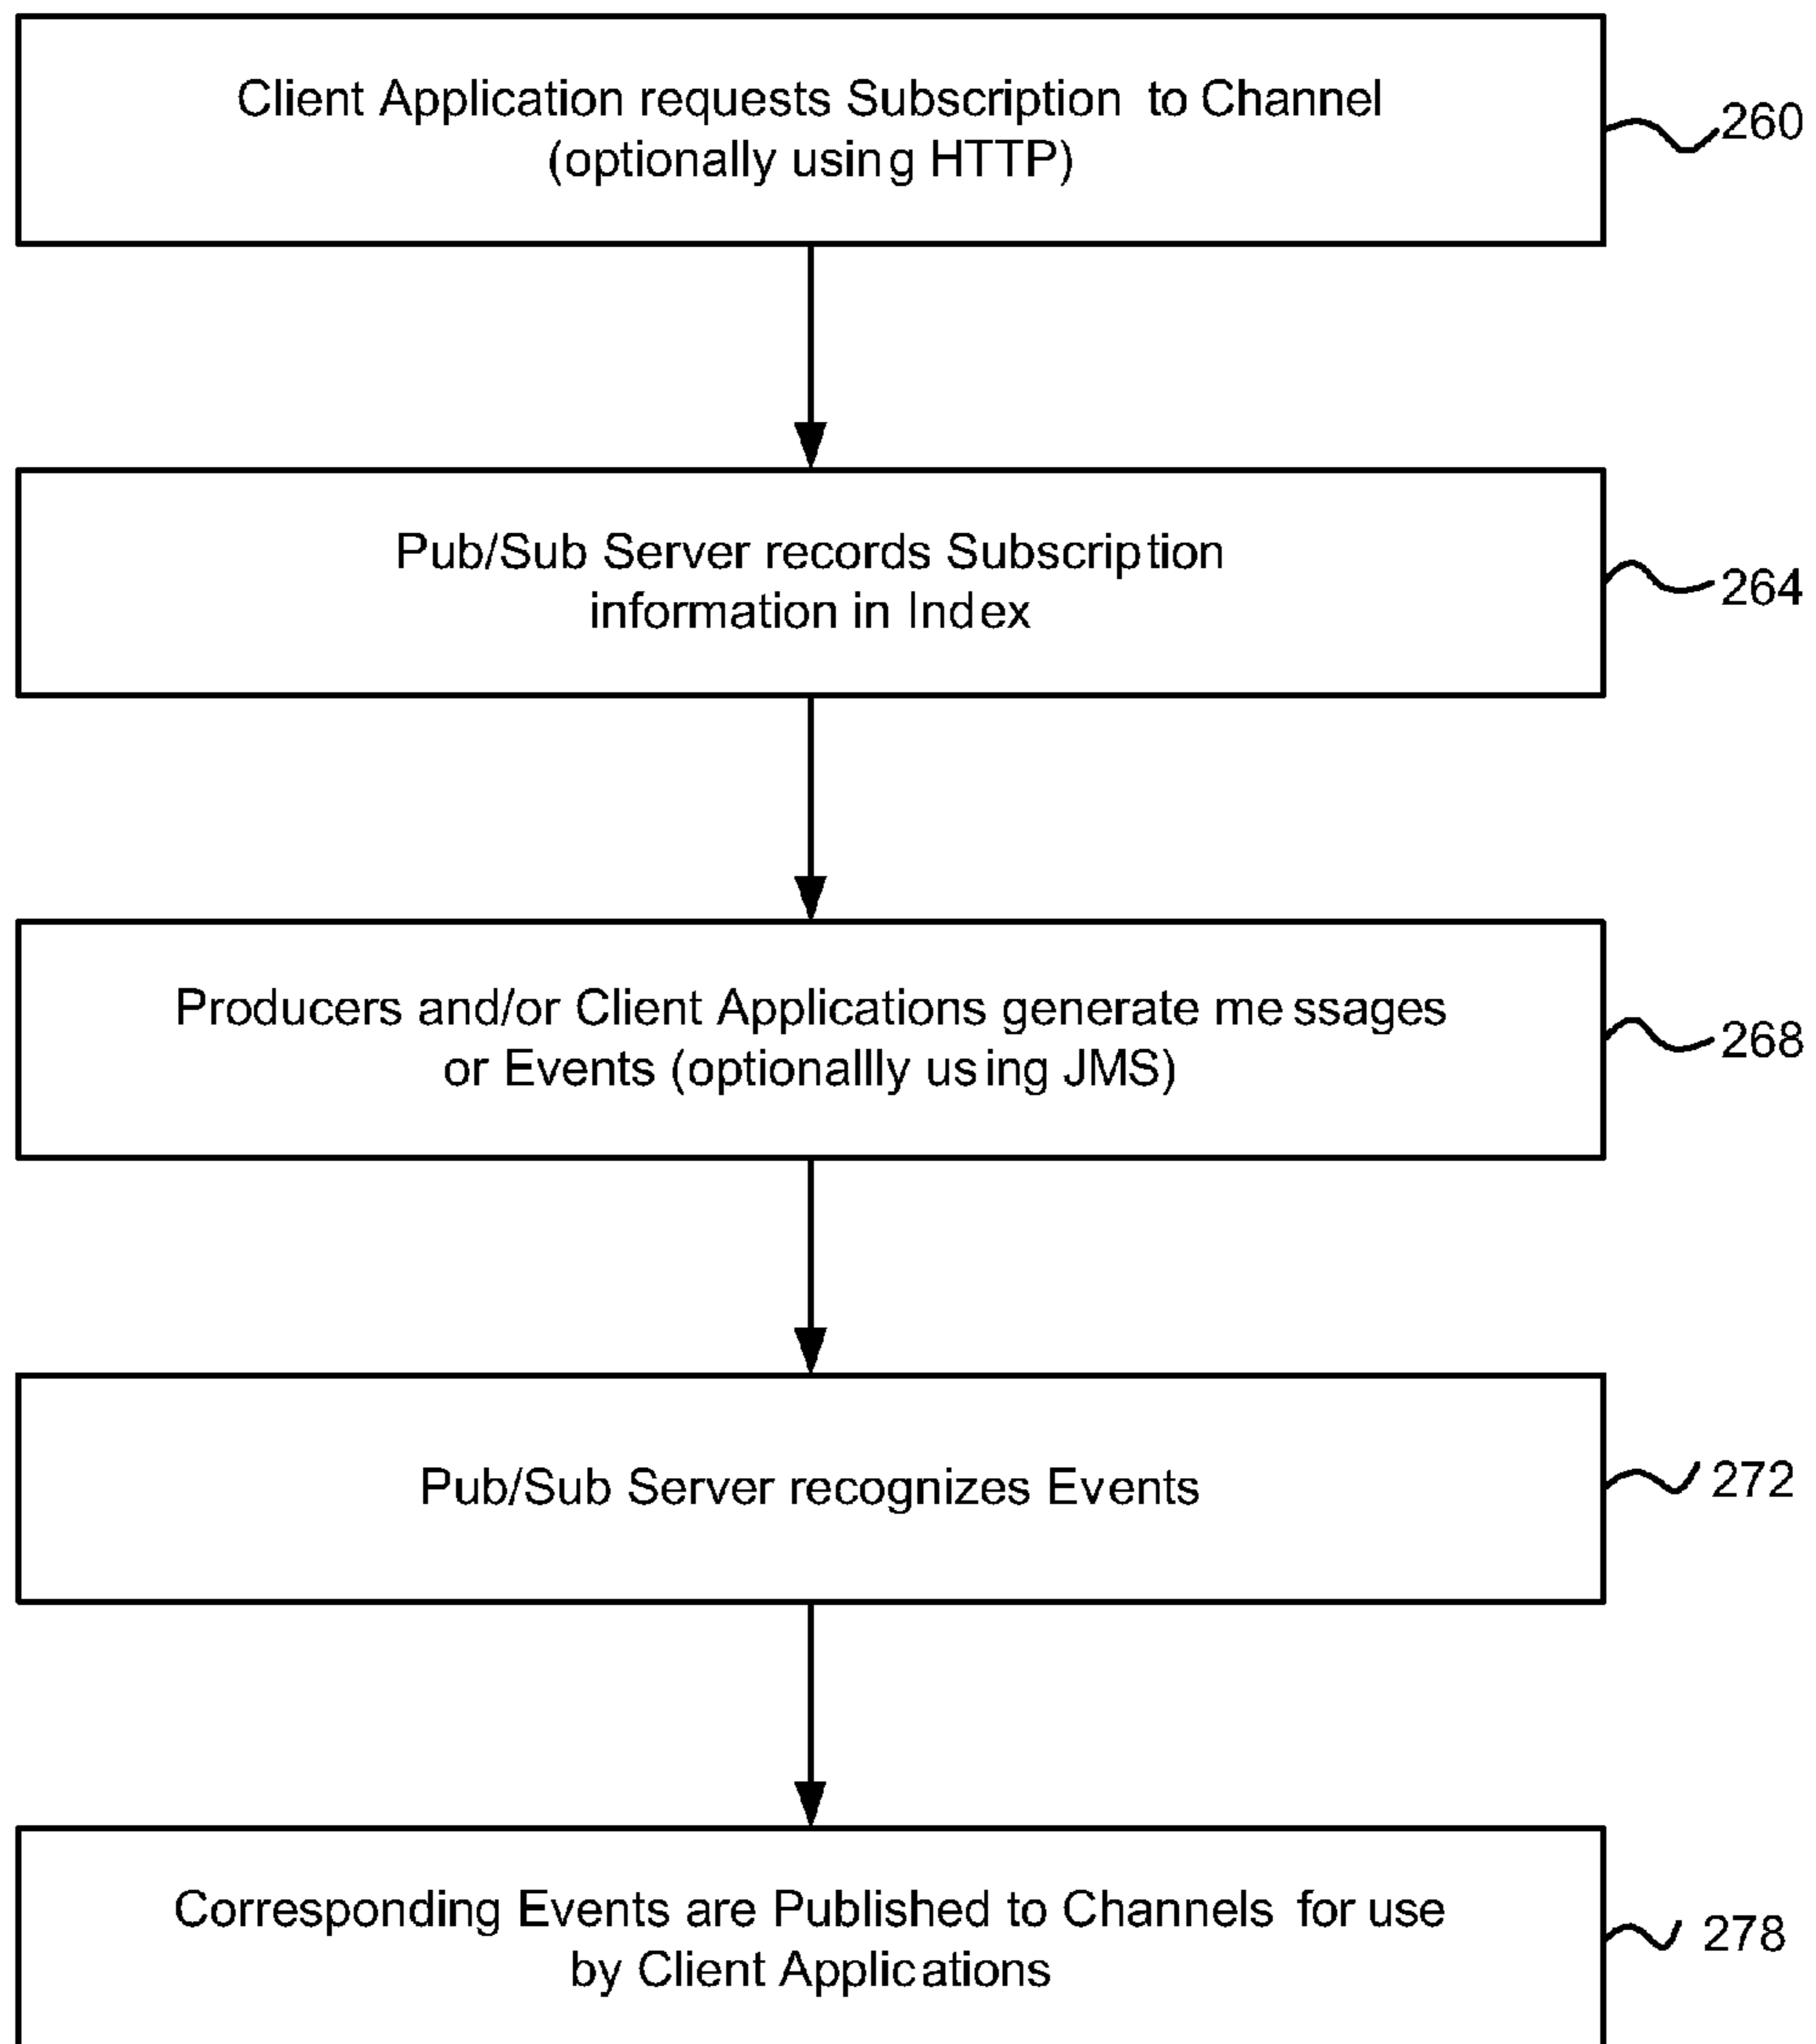 Client Application requests Subscription to Channel
(optionally using HTTP)
260
Pub/Sub Server records Subscription
information in Index
264
Producers and/or Client Applications generate me ssages
or Events (optionallly using JMS)
268
Pub/Sub Server recognizes Events
272
Corresponding Events are Published to Channels for use
by Client Applications
278